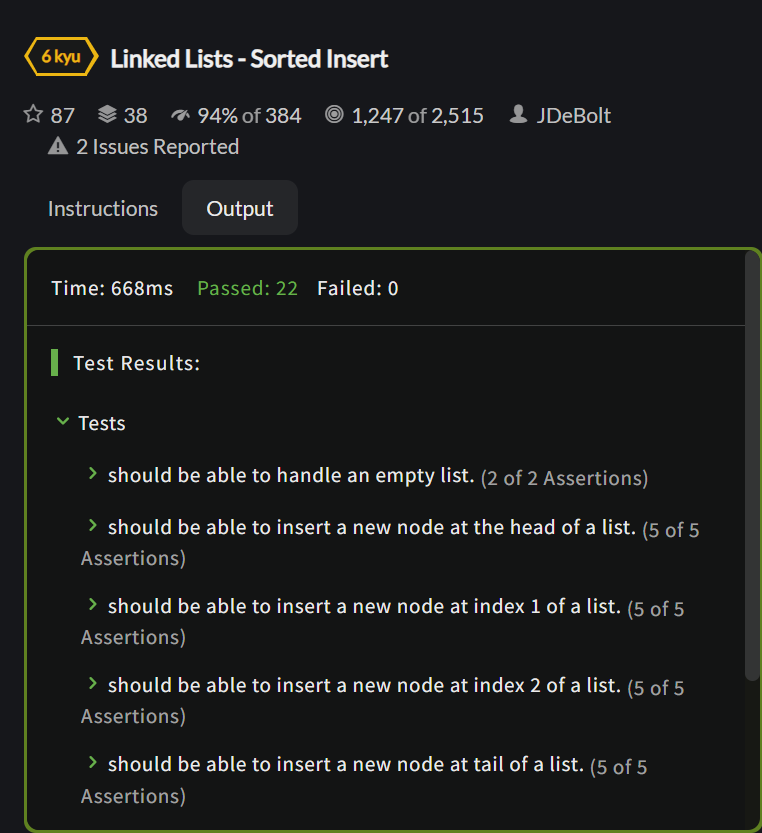 6 kyu Linked Lists - Sorted Insert
87 38 94% of 384 1,247 of 2,515 JDeBolt
2 Issues Reported
Instructions Output
Time: 668ms Passed: 22 Failed: 0
Test Results:
Tests
should be able to handle an empty list. (2 of 2 Assertions)
should be able to insert a new node at the head of a list. (5 of 5
Assertions)
should be able to insert a new node at index 1 of a list. (5 of 5
Assertions)
should be able to insert a new node at index 2 of a list. (5 of 5
Assertions)
should be able to insert a new node at tail of a list. (5 of 5
Assertions)